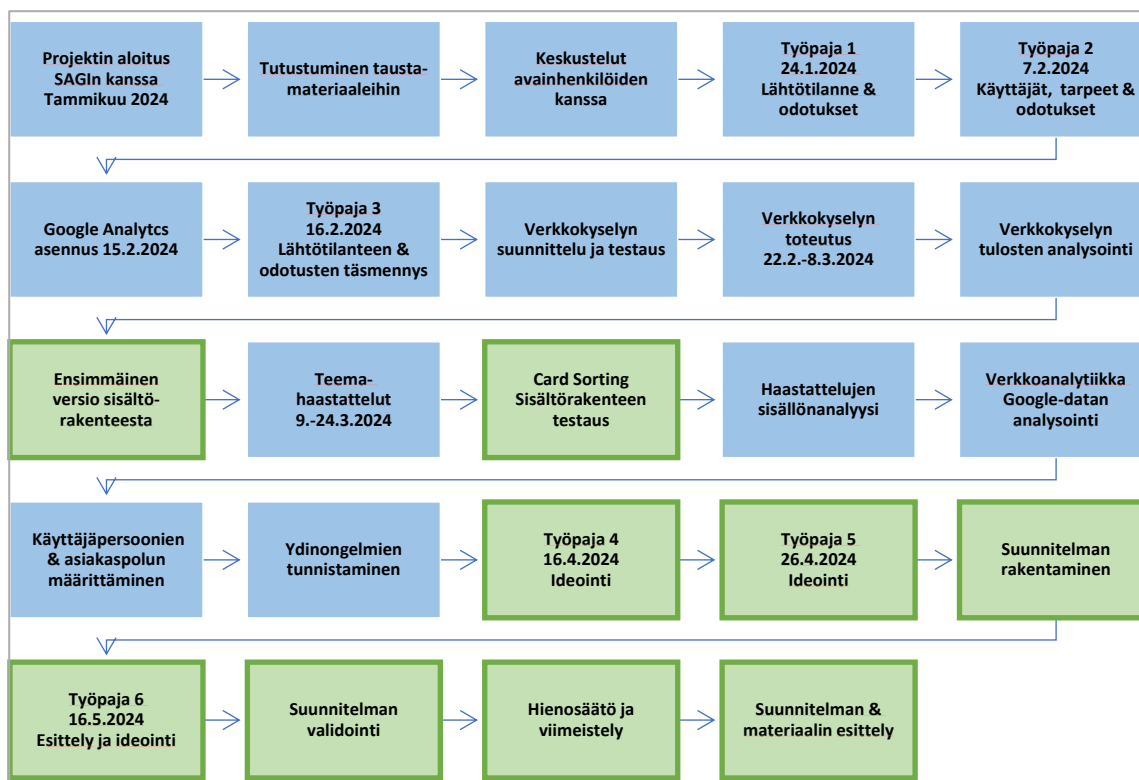 Projektin aloitus
SAGIn kanssa
Tammikuu 2024
Tutustuminen tausta-
materiaaleihin
Keskustelut
avainhenkilöiden
kanssa
Työpaja 1
24.1.2024
Lähtötilanne &
odotukset
Työpaja 2
7.2.2024
Käyttäjät, tarpeet &
odotukset
Google Analytcs
asennus 15.2.2024
Työpaja 3
16.2.2024
Lähtötilanteen &
odotusten täsmennys
Verkkokyselyn
suunnittelu ja testaus
Verkkokyselyn
toteutus
22.2.-8.3.2024
Verkkokyselyn
tulosten analysointi
Ensimmäinen
versio sisältö-
rakenteesta
Teema-
haastattelut
9.-24.3.2024
Card Sorting
Sisältörakenteen
testaus
Haastattelujen
sisällönanalyysi
Verkkoanalytiikka
Google-datan
analysointi
Käyttäjäpersoonien
& asiakaspolun
määrittäminen
Ydinongelmien
tunnistaminen
Työpaja 4
16.4.2024
Ideointi
Työpaja 5
26.4.2024
Ideointi
Suunnitelman
rakentaminen
Työpaja 6
16.5.2024
Esittely ja ideointi
Suunnitelman
validointi
Hienosäätö ja
viimeistely
Suunnitelman &
materiaalin esittely